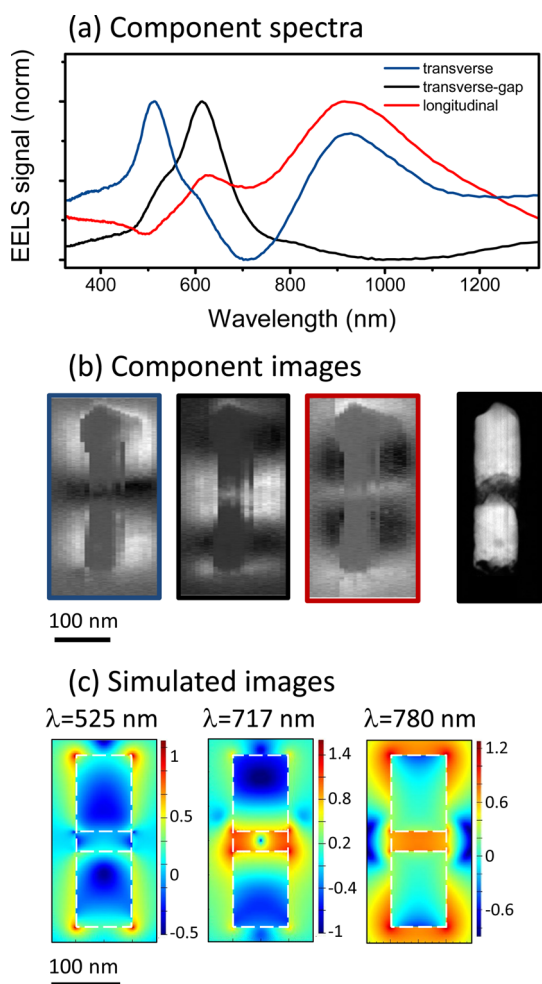 (a) Component spectra
transverse
transverse-gap
longitudinal
EELS signal (norm)
400 600 800 1000 1200
Wavelength (nm)
(b) Component images
100 nm
(c) Simulated images
λ=525 nm λ=717 nm λ=780 nm
1 1.4 1.2
0.5 0.8 0.6
0 0.2 0
-0.4 -0.6
-0.5 -1
100 nm